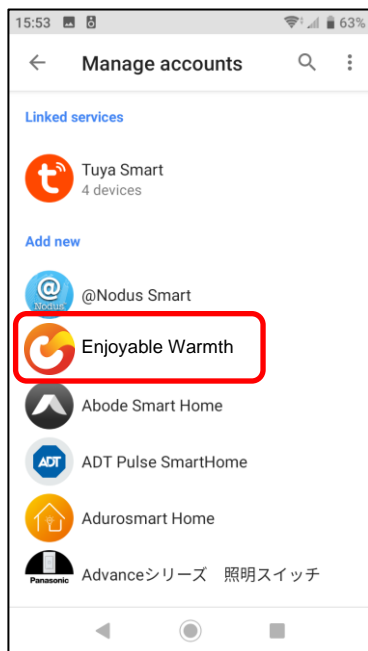 15:53 63%
Manage accounts
Linked services
Tuya Smart
4 devices
Add new
@
Nodus
@Nodus Smart
Enjoyable Warmth
Abode Smart Home
ADT
ADT Pulse SmartHome
Adurosmart Home
Panasonic
Advanceシリーズ　照明スイッチ